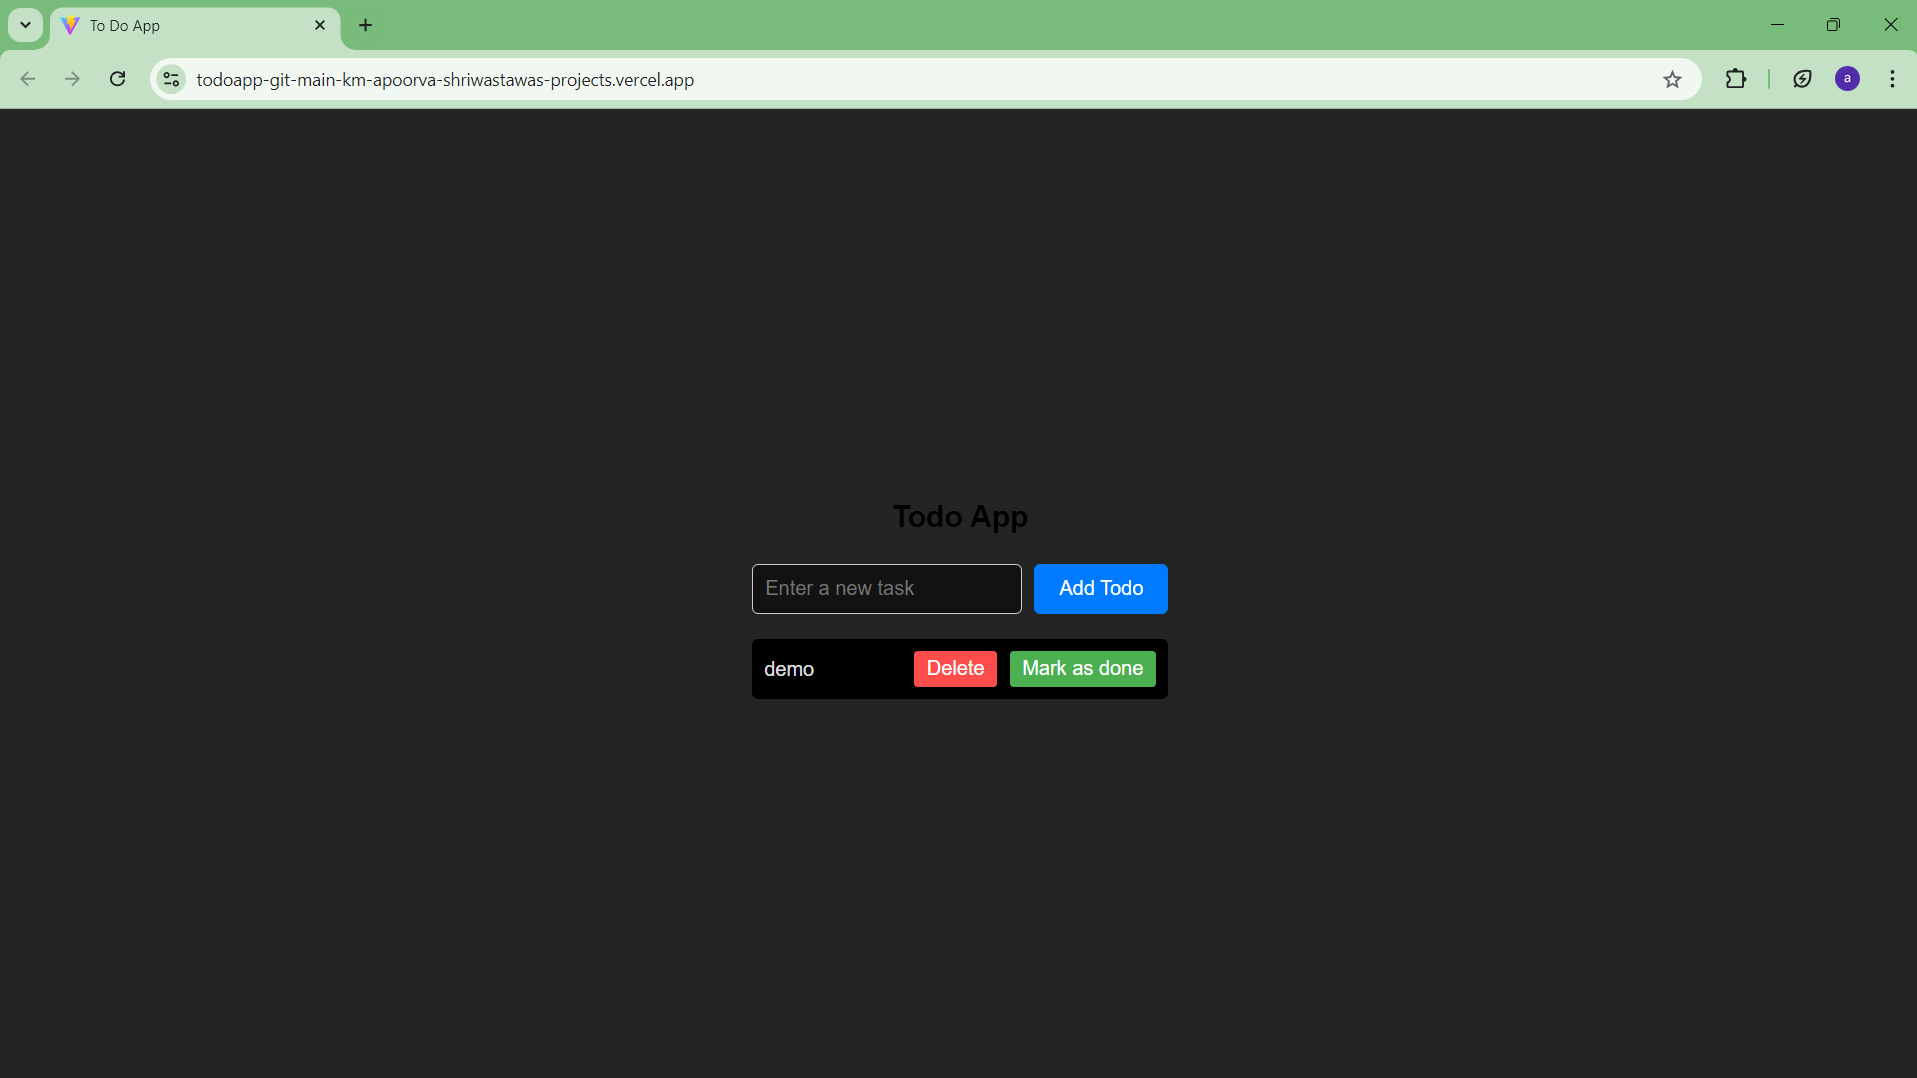 To Do App
todoapp-git-main-km-apoorva-shriwastawas-projects.vercel.app
a
Todo App
Enter a new task Add Todo
demo Delete Mark as done